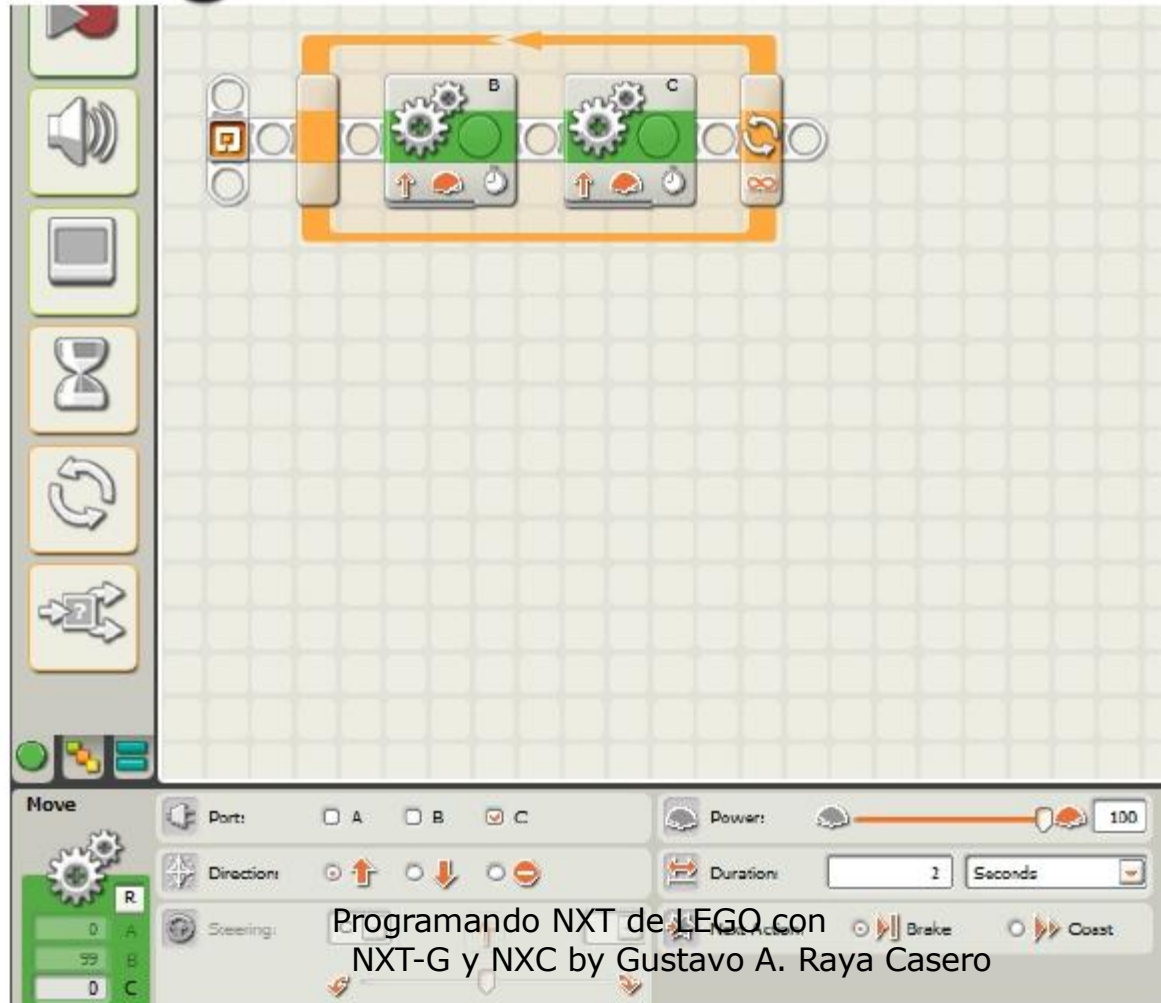 B
C
Move
Port: A B C
Power: 100
Direction:
R
Duration: 2 Seconds
0 A
Steering:
Brake Coast
99 B
0 C
Programando NXT de LEGO con
NXT-G y NXC by Gustavo A. Raya Casero